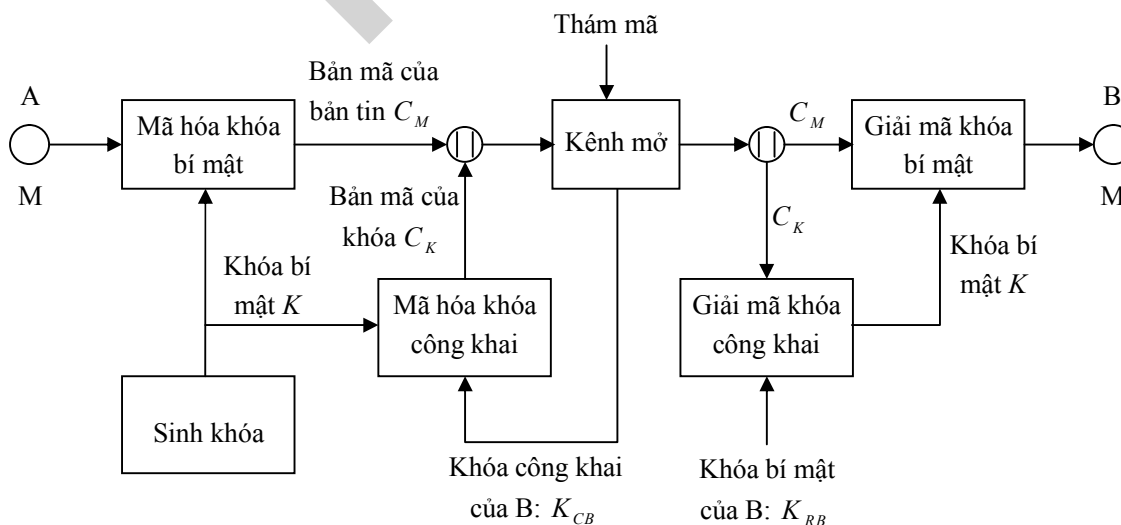 Thám mã
A
Bản mã của
bản tin C_M
B
Mã hóa khóa
bí mật
Kênh mở
C_M
Giải mã khóa
bí mật
M
M
Bản mã của
khóa C_K
C_K
Khóa bí
mật K
Khóa bí
mật K
Mã hóa khóa
công khai
Giải mã khóa
công khai
Sinh khóa
Khóa công khai
của B: K_CB
Khóa bí mật
của B: K_RB